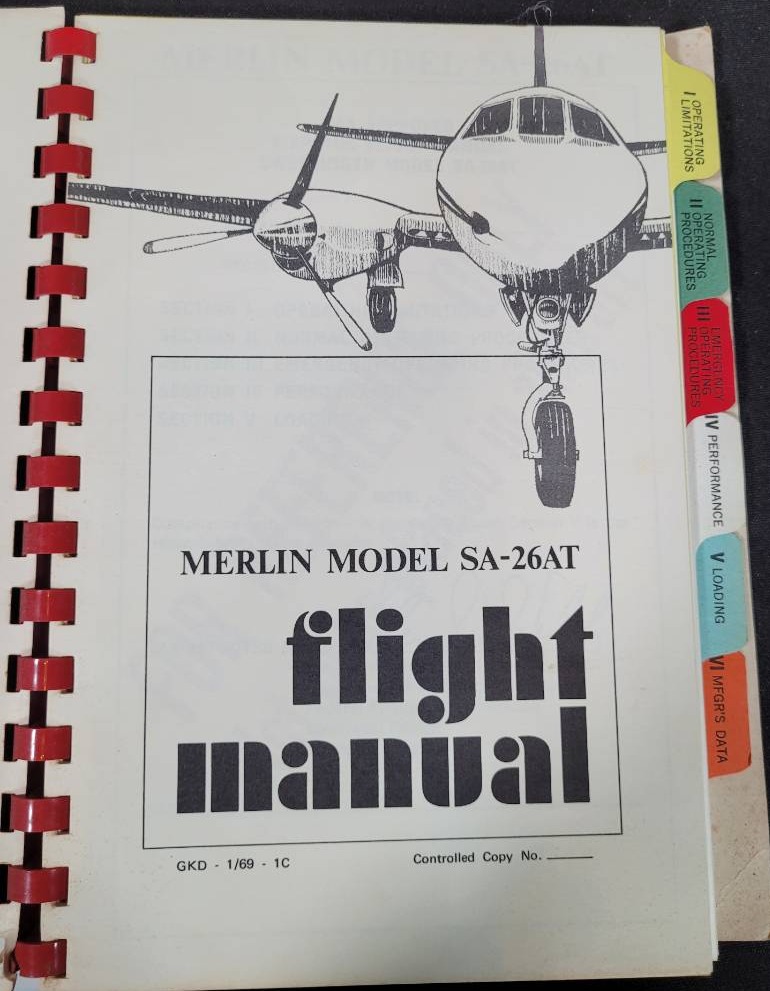 MERLIN MODEL SA-26AT
flight
manual
GKD - 1/69 - 1C
Controlled Copy No.
I OPERATING
LIMITATIONS
II NORMAL
OPERATING
PROCEDURES
III EMERGENCY
OPERATING
PROCEDURES
IV PERFORMANCE
V LOADING
VI MFGR'S DATA